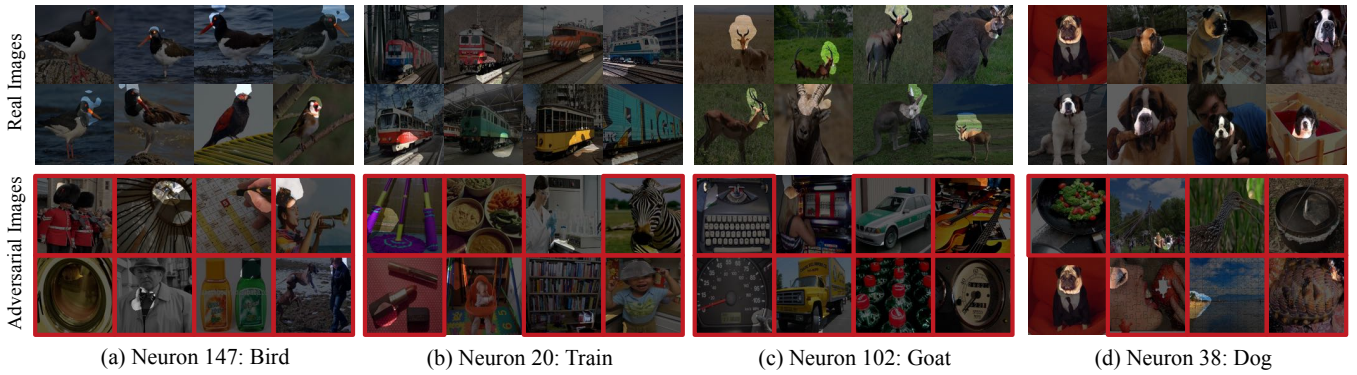 Real Images
Adversarial Images
(a) Neuron 147: Bird
(b) Neuron 20: Train
(c) Neuron 102: Goat
(d) Neuron 38: Dog